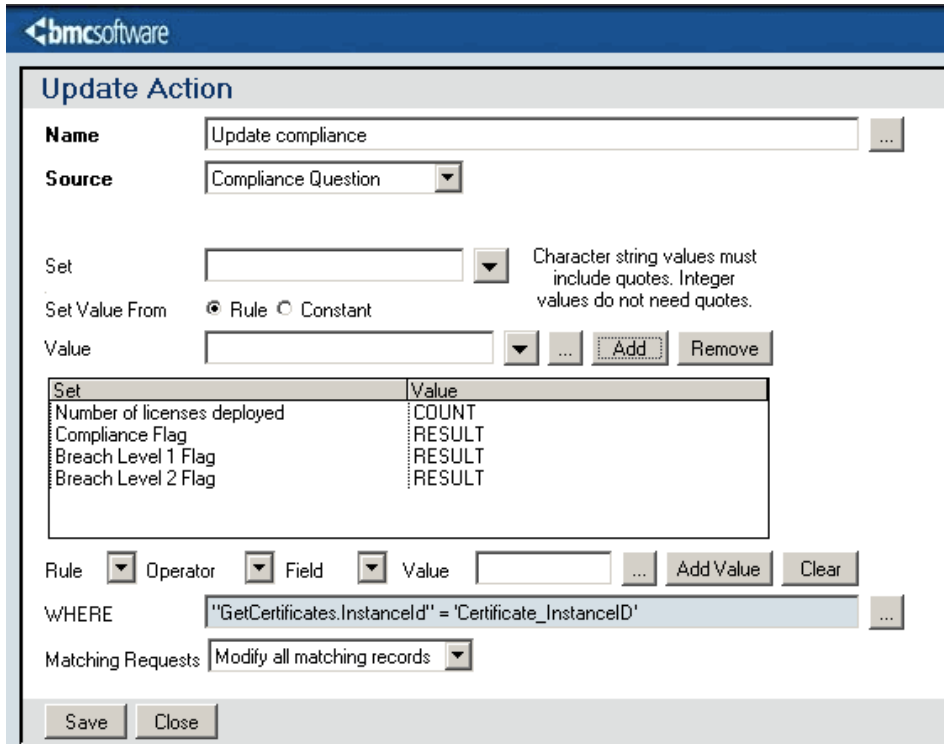 bmcsoftware
Update Action
Name Update compliance ...
Source Compliance Question
Set Character string values must
include quotes. Integer
values do not need quotes.
Set Value From Rule Constant
Value ... Add Remove
Set Value
Number of licenses deployed COUNT
Compliance Flag RESULT
Breach Level 1 Flag RESULT
Breach Level 2 Flag RESULT
Rule Operator Field Value ... Add Value Clear
WHERE "GetCertificates.InstanceId" = 'Certificate_InstanceID' ...
Matching Requests Modify all matching records
Save Close